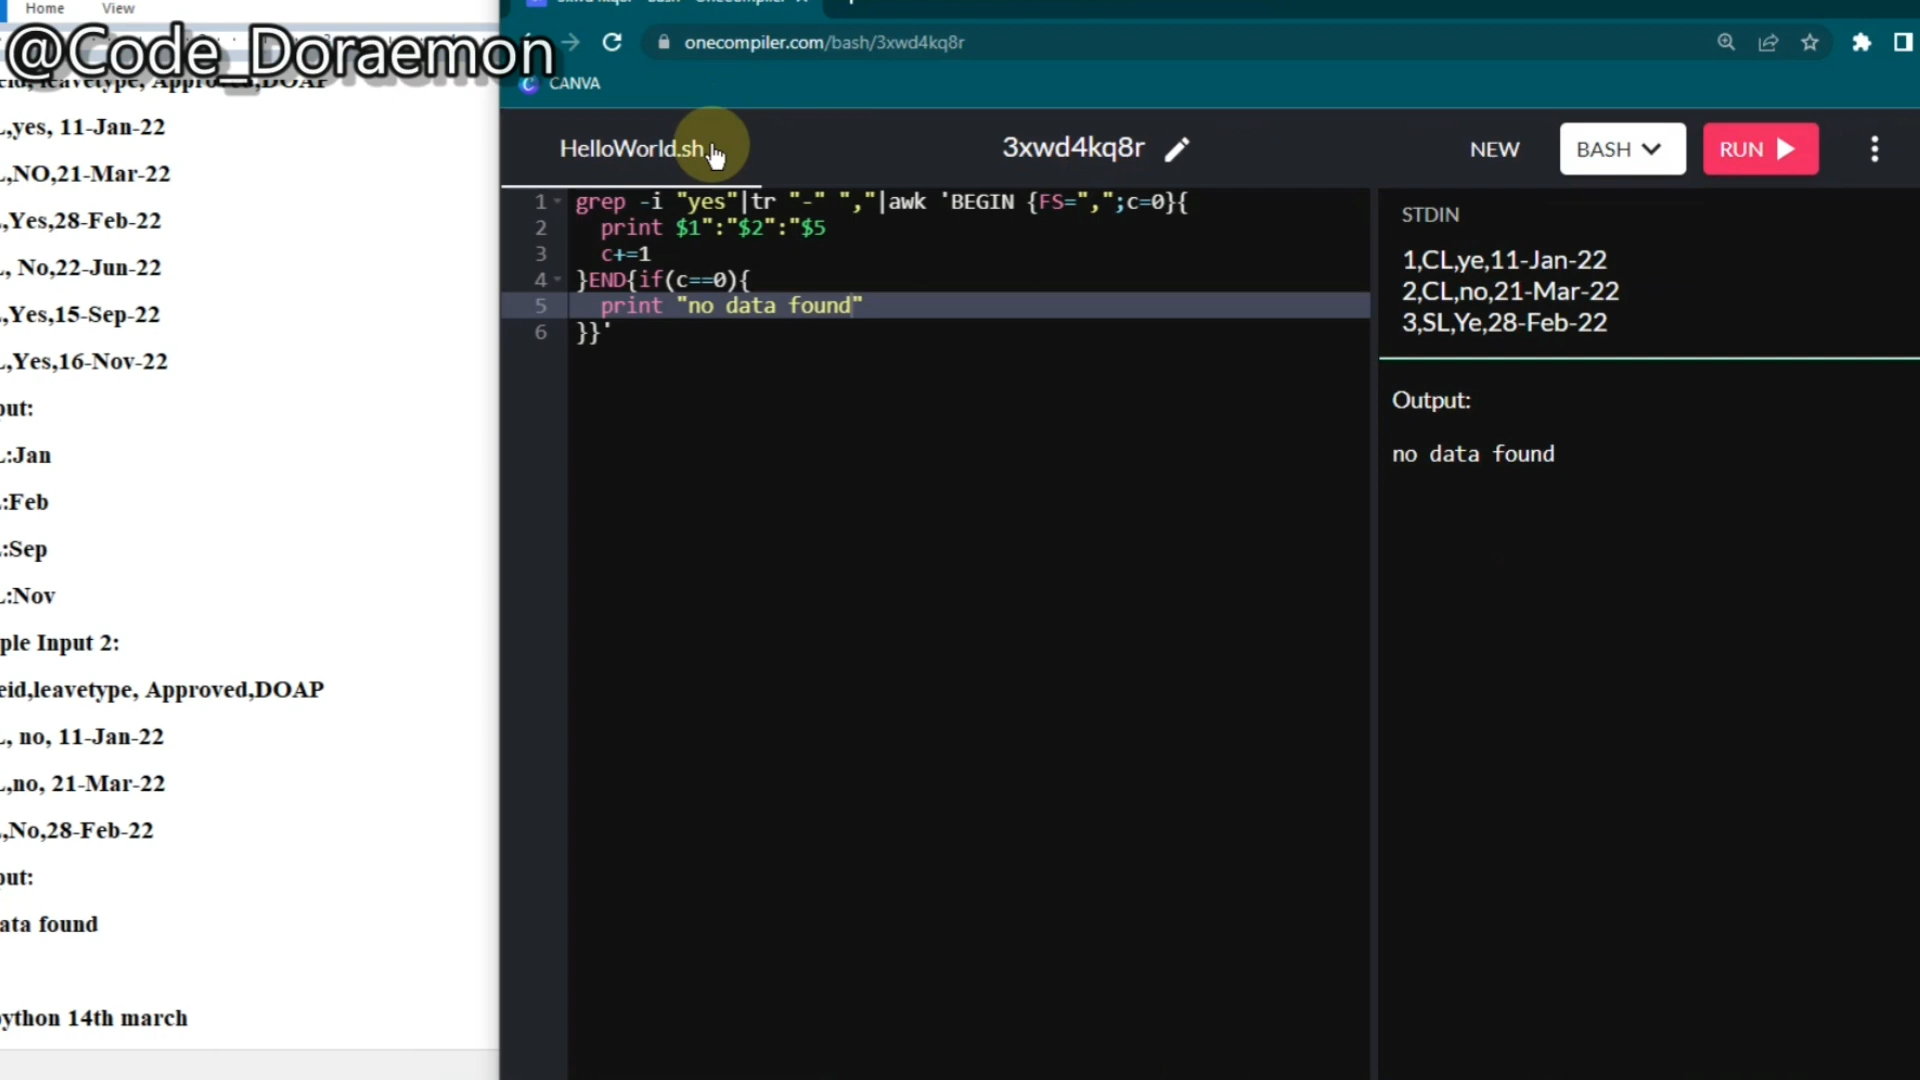 Home View
@Code_Doraemon
eid, leavetype, Approved,DOAP
L,yes, 11-Jan-22
L,NO,21-Mar-22
,Yes,28-Feb-22
L, No,22-Jun-22
,Yes,15-Sep-22
L,Yes,16-Nov-22
put:
L:Jan
:Feb
L:Sep
L:Nov
ple Input 2:
eid,leavetype, Approved,DOAP
L, no, 11-Jan-22
L,no, 21-Mar-22
,No,28-Feb-22
put:
ata found
ython 14th march
onecompiler.com/bash/3xwd4kq8r
CANVA
HelloWorld.sh
3xwd4kq8r
NEW
BASH
RUN
1 grep -i "yes"|tr "-" ","|awk 'BEGIN {FS=",";c=0}{
2 print $1":"$2":"$5
3 c+=1
4 }END{if(c==0){
5 print "no data found"
6 }}'
STDIN
1,CL,ye,11-Jan-22
2,CL,no,21-Mar-22
3,SL,Ye,28-Feb-22
Output:
no data found